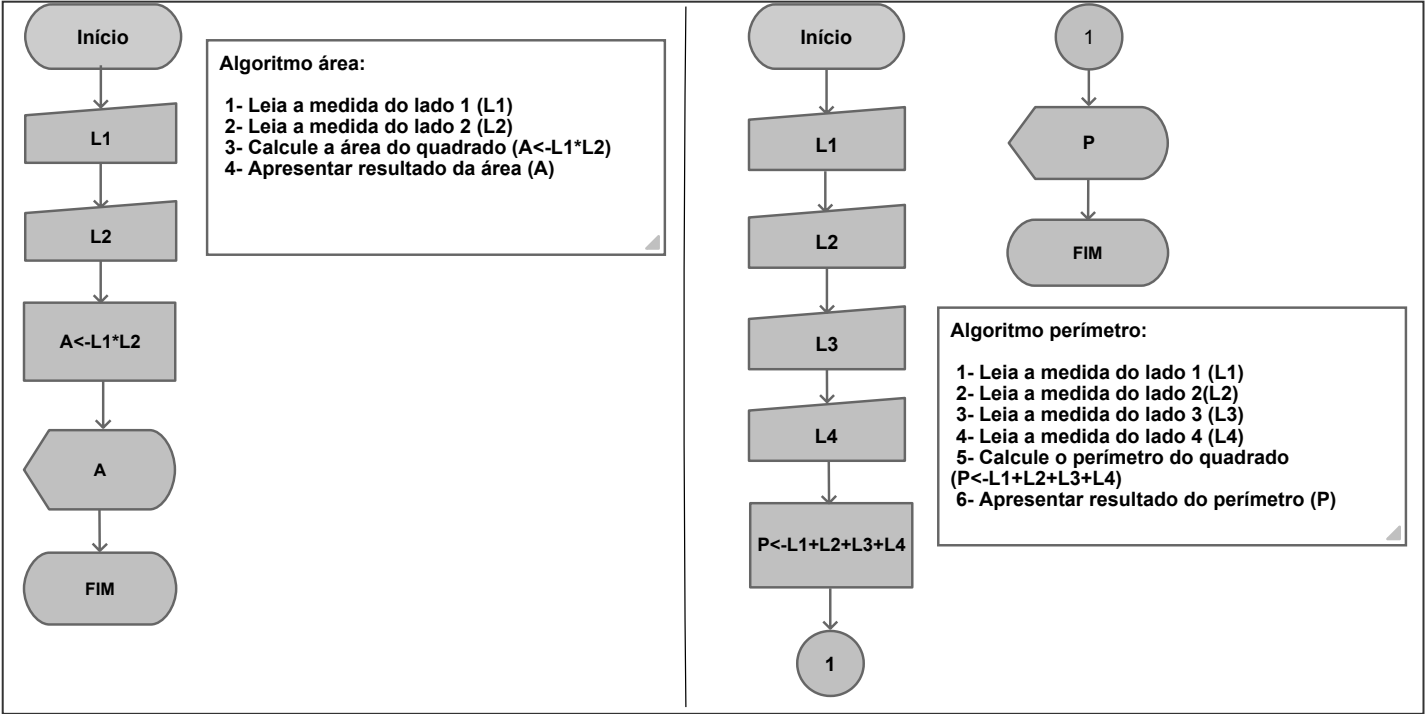 Início
L1
L2
A<-L1*L2
A
FIM
Algoritmo área:
1- Leia a medida do lado 1 (L1)
2- Leia a medida do lado 2 (L2)
3- Calcule a área do quadrado (A<-L1*L2)
4- Apresentar resultado da área (A)
Início
L1
L2
L3
L4
P<-L1+L2+L3+L4
1
1
P
FIM
Algoritmo perímetro:
1- Leia a medida do lado 1 (L1)
2- Leia a medida do lado 2(L2)
3- Leia a medida do lado 3 (L3)
4- Leia a medida do lado 4 (L4)
5- Calcule o perímetro do quadrado
(P<-L1+L2+L3+L4)
6- Apresentar resultado do perímetro (P)